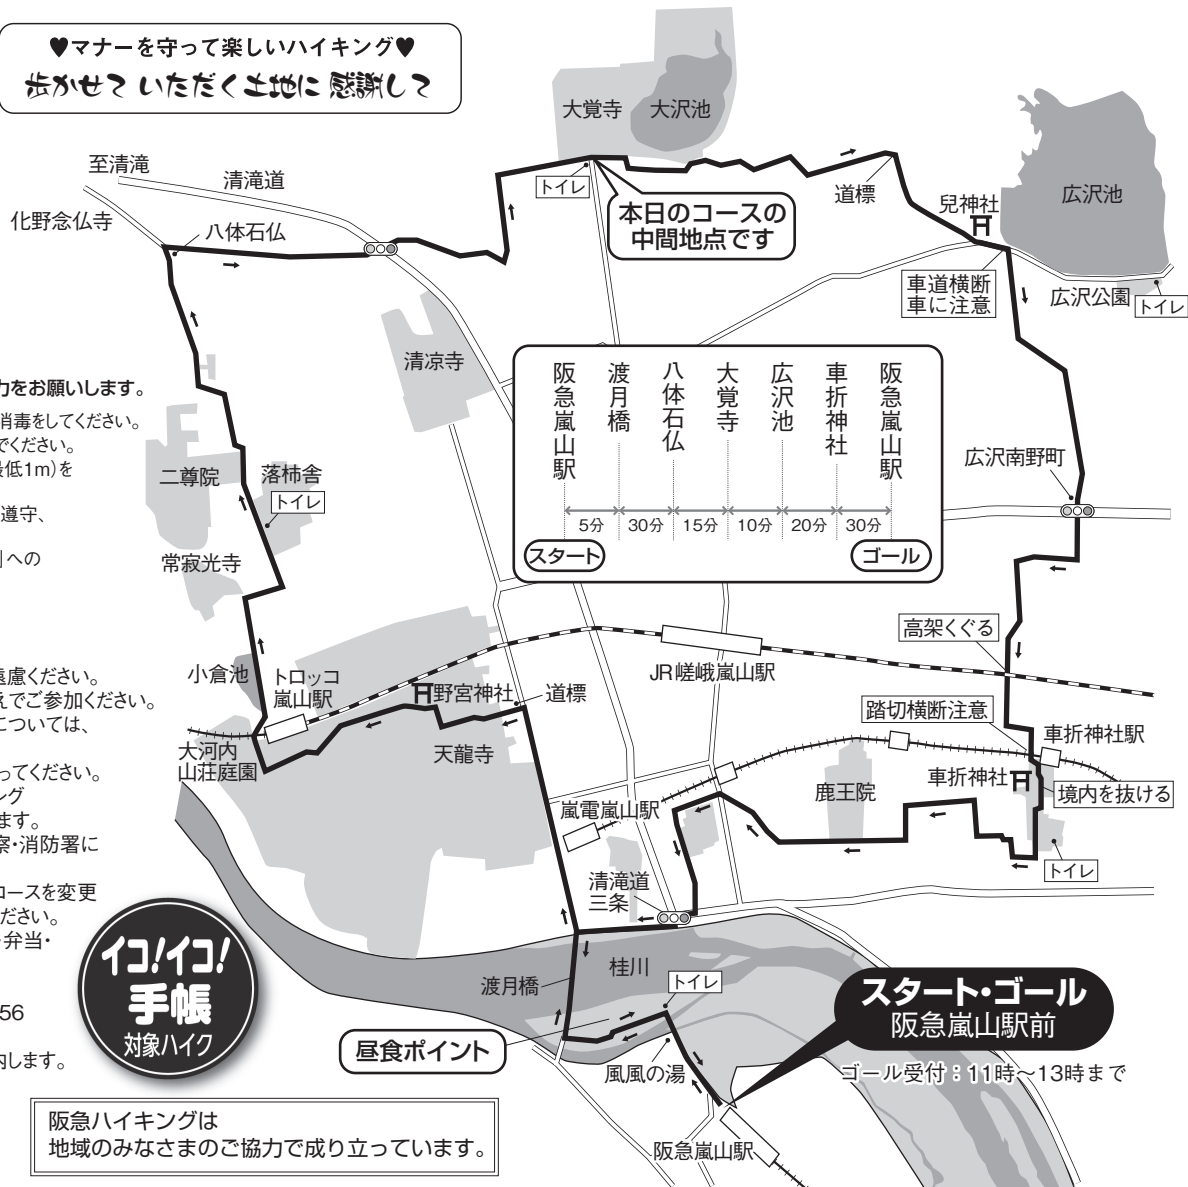 ♥マナーを守って楽しいハイキング♥
歩かせていただく土地に感謝して
大覚寺
大沢池
至清滝
清滝道
化野念仏寺
八体石仏
トイレ
本日のコースの
中間地点です
道標
兒神社
広沢池
車道横断
車に注意
広沢公園
トイレ
清凉寺
力をお願いします。
消毒をしてください。
でください。
最低1m)を
遵守、
への
二尊院
落柿舎
トイレ
常寂光寺
阪急嵐山駅
渡月橋
八体石仏
大覚寺
広沢池
車折神社
阪急嵐山駅
5分
30分
15分
10分
20分
30分
スタート
ゴール
広沢南野町
高架くぐる
遠慮ください。
えでご参加ください。
については、
ってください。
ング
ます。
察・消防署に
コースを変更
ださい。
弁当・
56
内します。
小倉池
トロッコ
嵐山駅
野宮神社
道標
JR嵯峨嵐山駅
踏切横断注意
車折神社駅
大河内
山荘庭園
天龍寺
嵐電嵐山駅
鹿王院
車折神社
境内を抜ける
トイレ
清滝道
三条
イコ!イコ!
手帳
対象ハイク
渡月橋
桂川
トイレ
スタート・ゴール
阪急嵐山駅前
昼食ポイント
風風の湯
ゴール受付：11時～13時まで
阪急ハイキングは
地域のみなさまのご協力で成り立っています。
阪急嵐山駅